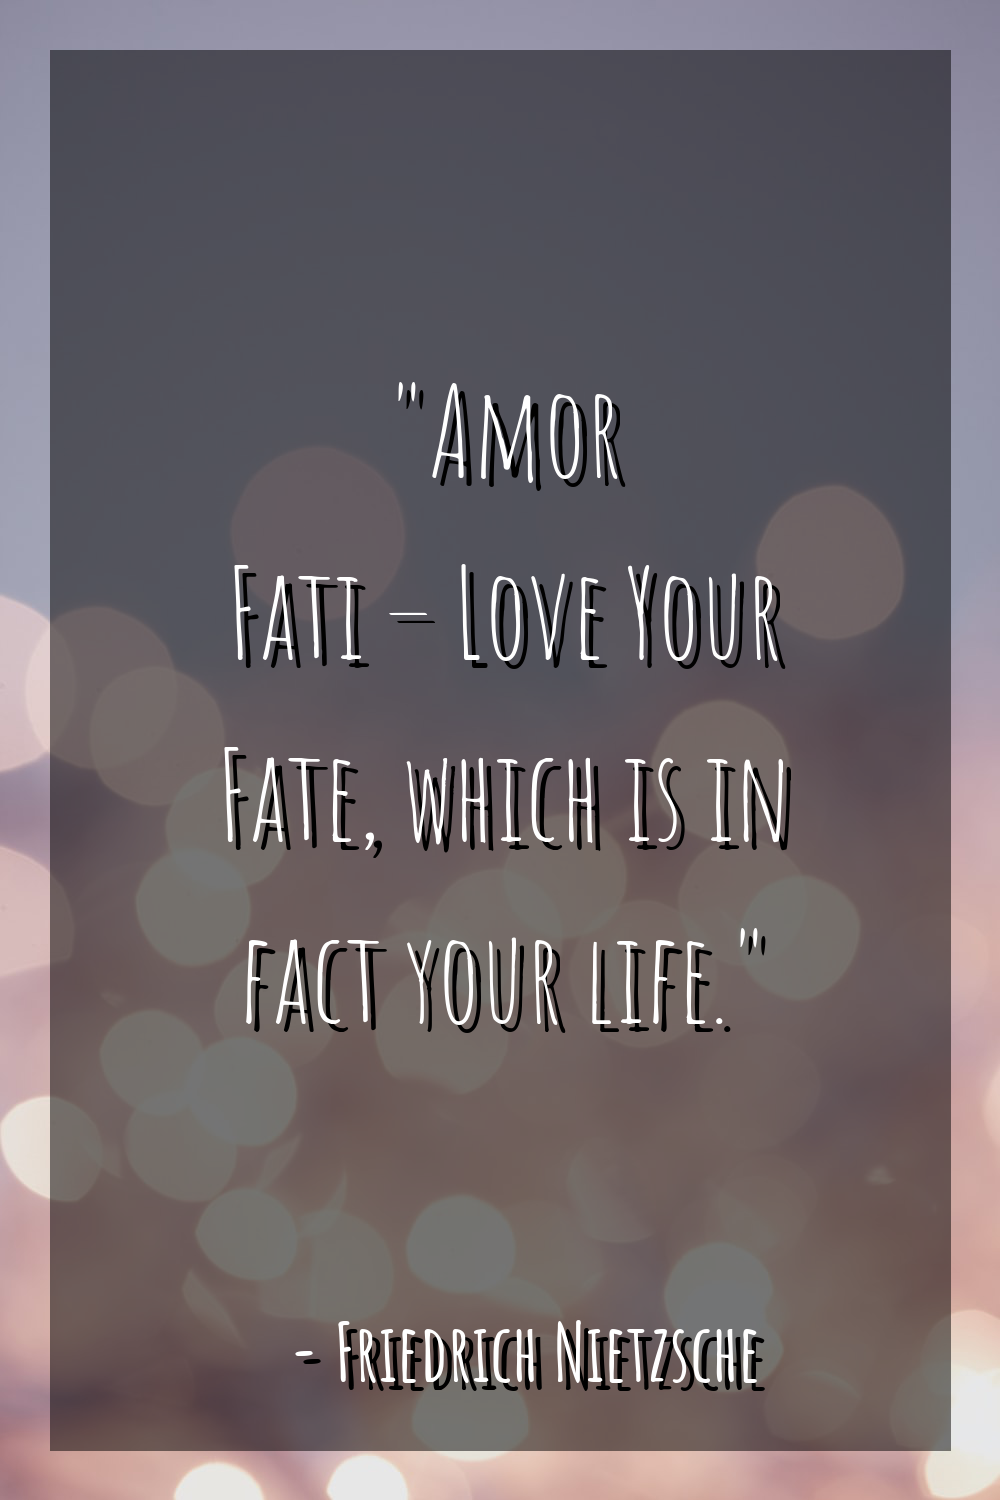 "Amor
Fati – Love Your
Fate, which is in
fact your life."
- Friedrich Nietzsche